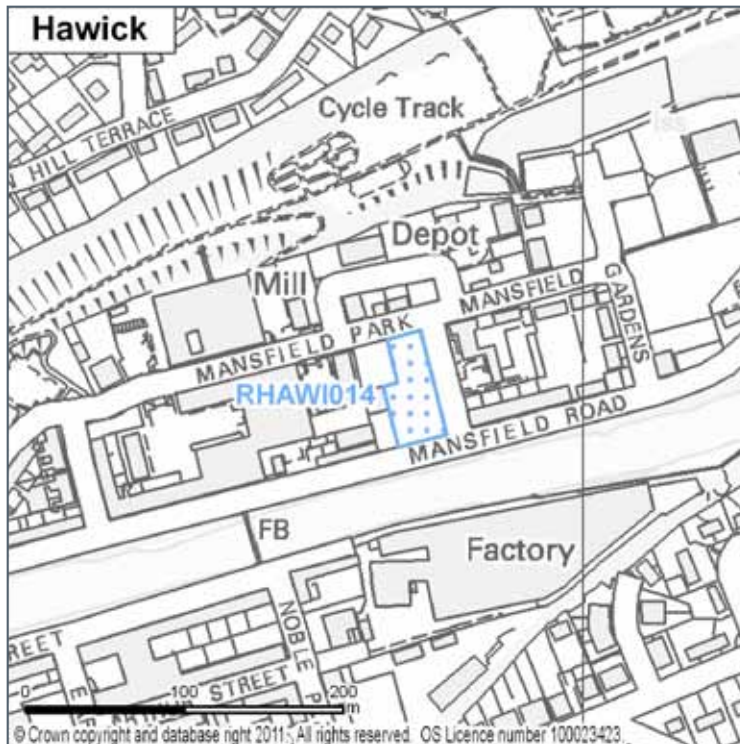 Hawick
Cycle Track
HILL TERRACE
Depot
Mill
MANSFIELD
GARDENS
MANSFIELD PARK
RHAWI014
MANSFIELD ROAD
FB
Factory
NOBLE P
REET
STREET
0 100 200
m
© Crown copyright and database right 2011. All rights reserved. OS Licence number 100023423.